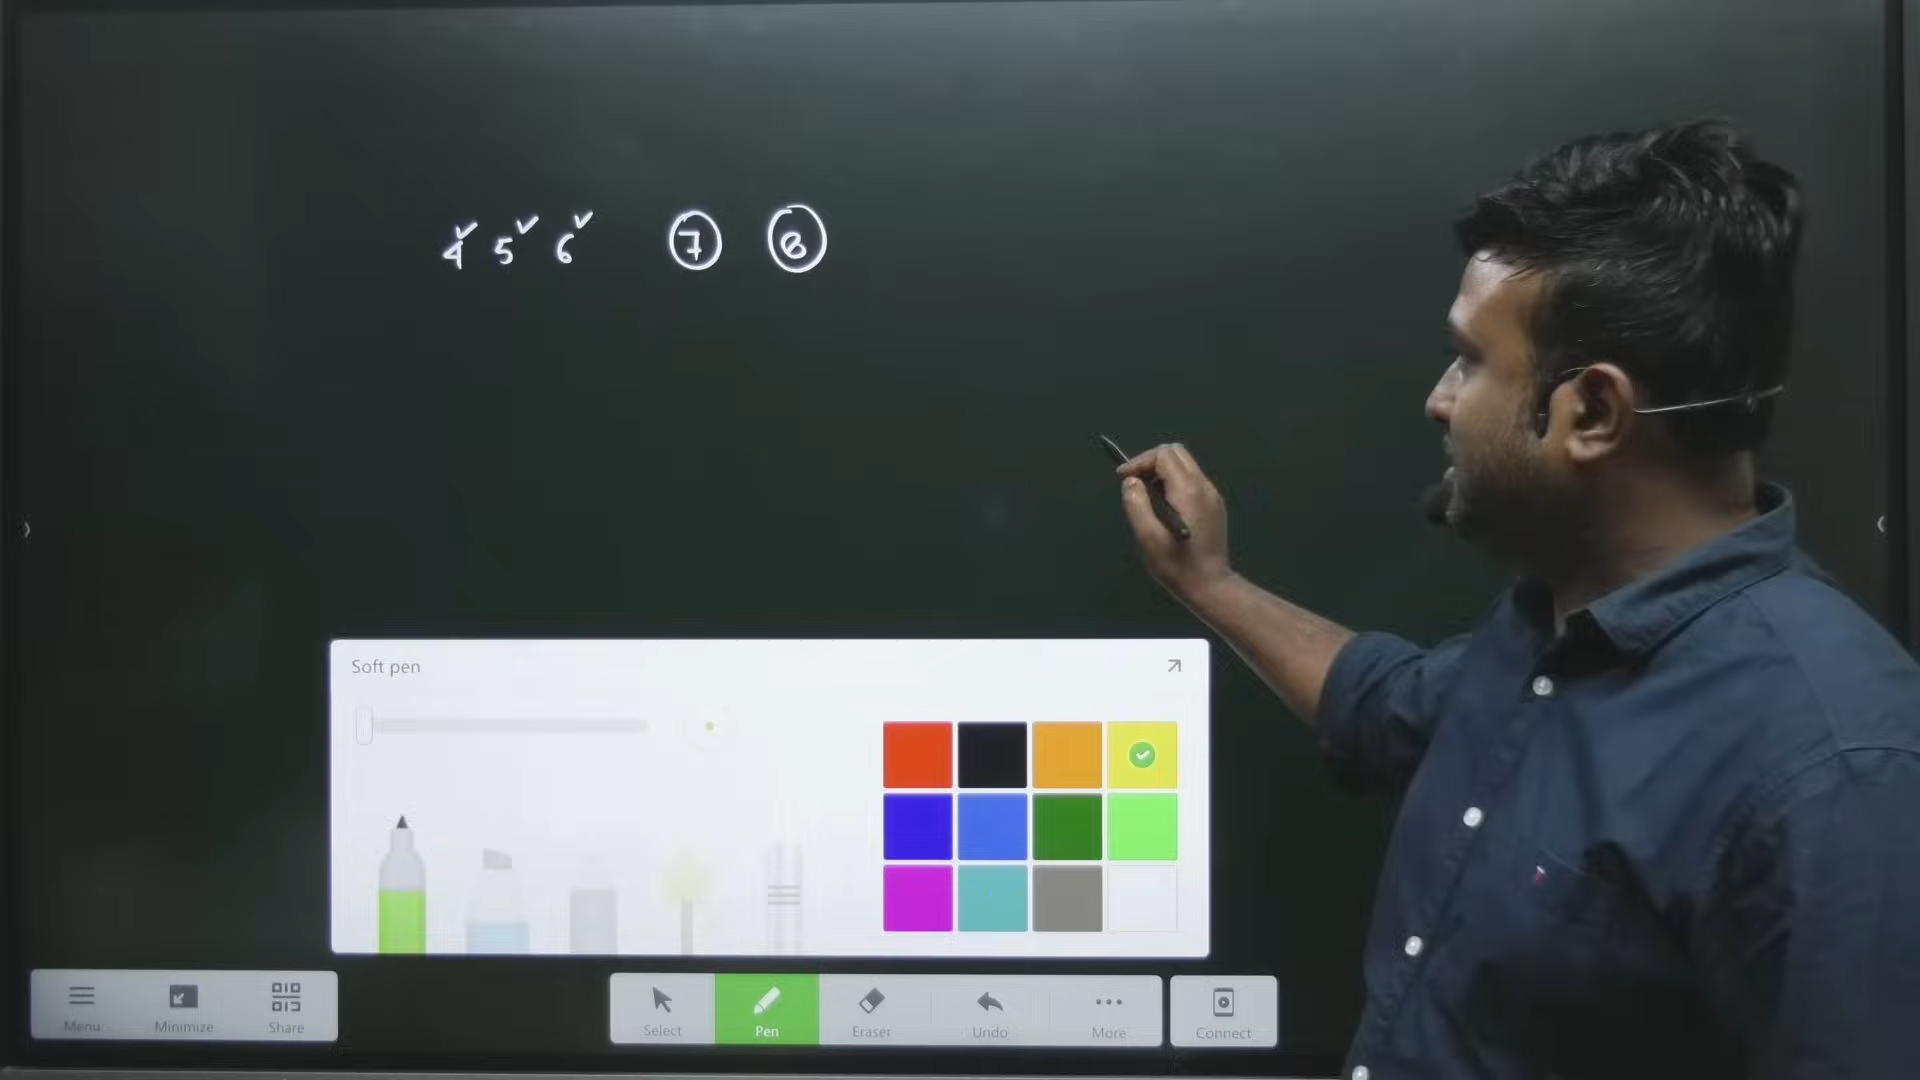 4 5 6 7 8
Soft pen
Menu Minimize Share Select Pen Eraser Undo More Connect